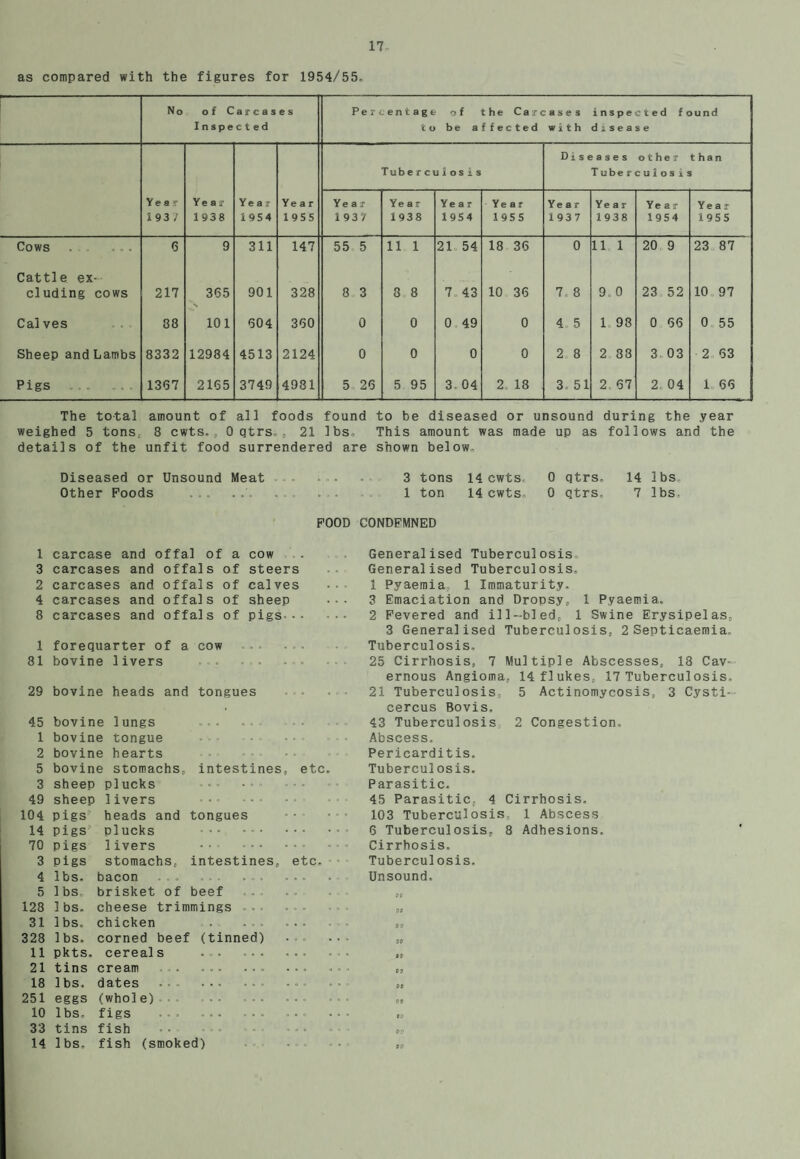 17.
as compared with the figures for 1954/55.
No of Carcases Inspected | Percentage of the Carcases inspected found to be affected with disease
Tuberculosis | Diseases other than Tuberculosis
Year 1937 | Year 1938 | Year 1954 | Year 1955 | Year 1937 | Year 1938 | Year 1954 | Year 1955 | Year 1937 | Year 1938 | Year 1954 | Year 1955
Cows ... ... | 6 | 9 | 311 | 147 | 55.5 | 11.1 | 21.54 | 18.36 | 0 | 11.1 | 20.9 | 23.87
Cattle ex-
cluding cows | 217 | 365 | 901 | 328 | 8.3 | 8.8 | 7.43 | 10.36 | 7.8 | 9.0 | 23.52 | 10.97
Calves ... | 88 | 101 | 604 | 360 | 0 | 0 | 0.49 | 0 | 4.5 | 1.98 | 0.66 | 0.55
Sheep and Lambs | 8332 | 12984 | 4513 | 2124 | 0 | 0 | 0 | 0 | 2.8 | 2.88 | 3.03 | 2.63
Pigs ... ... | 1367 | 2165 | 3749 | 4981 | 5.26 | 5.95 | 3.04 | 2.18 | 3.51 | 2.67 | 2.04 | 1.66
The total amount of all foods found to be diseased or unsound during the year
weighed 5 tons, 8 cwts., 0 qtrs., 21 lbs. This amount was made up as follows and the
details of the unfit food surrendered are shown below.
Diseased or Unsound Meat ... ... ... 3 tons 14 cwts. 0 qtrs. 14 lbs.
Other Foods ... ... ... ... ... 1 ton 14 cwts. 0 qtrs. 7 lbs.
FOOD CONDEMNED
1 carcase and offal of a cow ... ... Generalised Tuberculosis.
3 carcases and offals of steers ... Generalised Tuberculosis.
2 carcases and offals of calves ... 1 Pyaemia, 1 Immaturity.
4 carcases and offals of sheep ... 3 Emaciation and Dropsy, 1 Pyaemia.
8 carcases and offals of pigs... ... 2 Fevered and ill-bled, 1 Swine Erysipelas,
3 Generalised Tuberculosis, 2 Septicaemia.
1 forequarter of a cow ... ... ... Tuberculosis.
81 bovine livers ... ... ... ... 25 Cirrhosis, 7 Multiple Abscesses, 18 Cav-
ernous Angioma, 14 flukes, 17 Tuberculosis.
29 bovine heads and tongues ... ... 21 Tuberculosis, 5 Actinomycosis, 3 Cysti-
cercus Bovis.
45 bovine lungs ... ... ... ... 43 Tuberculosis, 2 Congestion.
1 bovine tongue ... ... ... ... Abscess.
2 bovine hearts ... ... ... ... Pericarditis.
5 bovine stomachs, intestines, etc. Tuberculosis.
3 sheep plucks ... ... ... ... Parasitic.
49 sheep livers ... ... ... ... 45 Parasitic, 4 Cirrhosis.
104 pigs' heads and tongues ... ... 103 Tuberculosis, 1 Abscess
14 pigs' plucks ... ... ... ... 6 Tuberculosis, 8 Adhesions.
70 pigs livers ... ... ... ... Cirrhosis.
3 pigs stomachs, intestines, etc. ... Tuberculosis.
4 lbs. bacon ... ... ... ... ... Unsound.
5 lbs. brisket of beef ... ... ... "
128 lbs. cheese trimmings ... ... ... "
31 lbs. chicken ... ... ... ... "
328 lbs. corned beef (tinned) ... ... "
11 pkts. cereals ... ... ... ... "
21 tins cream ... ... ... ... ... "
18 lbs. dates ... ... ... ... ... "
251 eggs (whole) ... ... ... ... ... "
10 lbs. figs ... ... ... ... ... "
33 tins fish ... ... ... ... ... "
14 lbs. fish (smoked) ... ... ... "